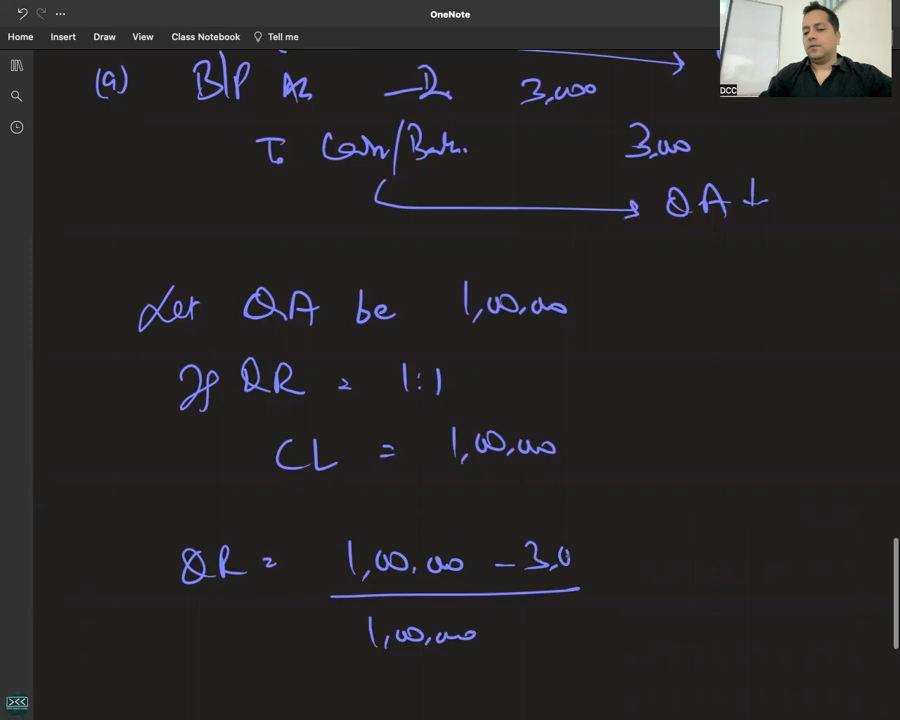 OneNote
Home Insert Draw View Class Notebook Tell me
DCC
(a) B/P A/c —Dr 3,000
To Cash/Bank. 3,000
QA ↓
Let QA be 1,00,000
If QR = 1:1
CL = 1,00,000
QR = 1,00,000 - 3,0
1,00,000